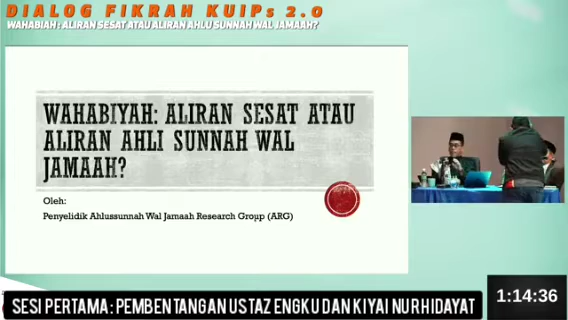 DIALOG FIKRAH KUIPs 2.0
WAHABIAH : ALIRAN SESAT ATAU ALIRAN AHLU SUNNAH WAL JAMAAH?
WAHABIYAH: ALIRAN SESAT ATAU
ALIRAN AHLI SUNNAH WAL
JAMAAH?
Oleh:
Penyelidik Ahlussunnah Wal Jamaah Research Group (ARG)
SESI PERTAMA : PEMBENTANGAN USTAZ ENGKU DAN KIYAI NURHIDAYAT
1:14:36